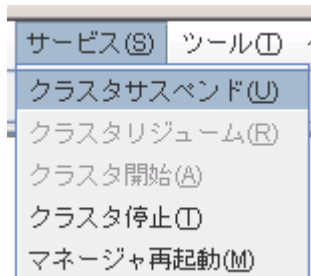 サービス(S) ツール(T)
クラスタサスペンド(U)
クラスタリジューム(R)
クラスタ開始(A)
クラスタ停止(T)
マネージャ再起動(M)